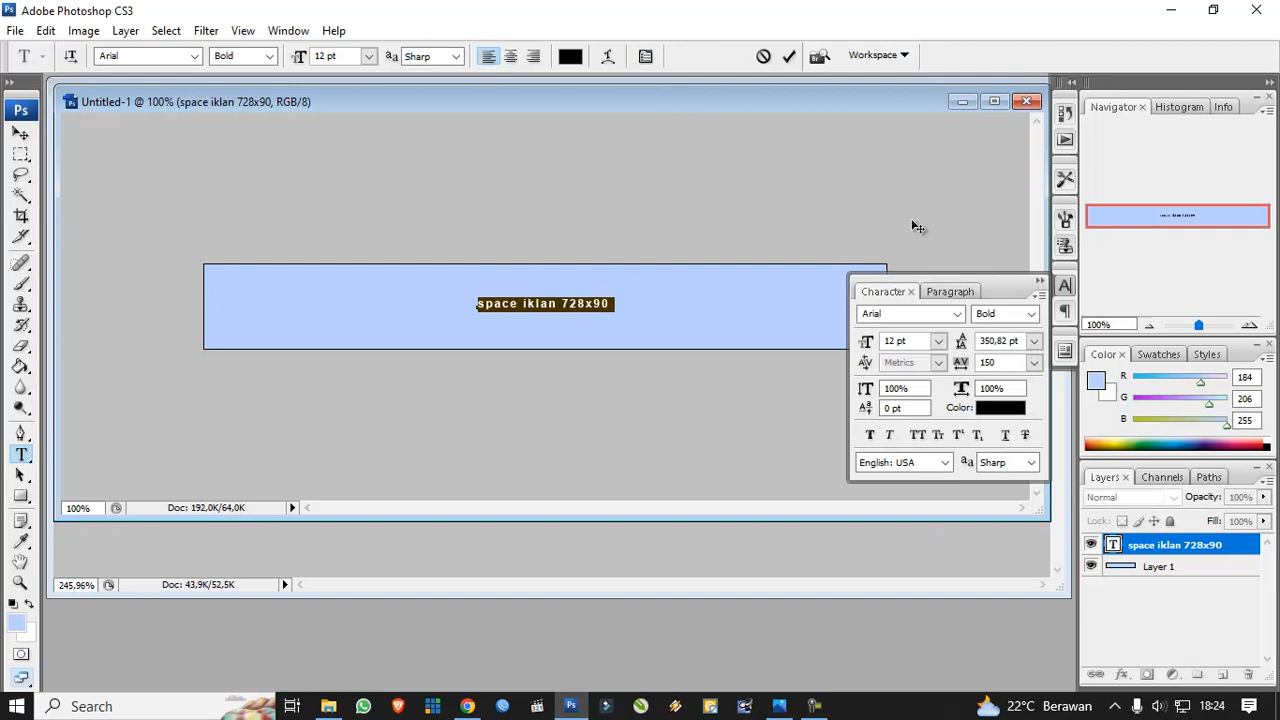 Adobe Photoshop CS3
File Edit Image Layer Select Filter View Window Help
Arial Bold 12 pt Sharp Workspace
Untitled-1 @ 100% (space iklan 728x90, RGB/8)
space iklan 728x90
100% Doc: 192,0K/64,0K
245,96% Doc: 43,9K/52,5K
Character Paragraph
Arial Bold
12 pt 350,82 pt
Metrics 150
100% 100%
0 pt Color:
T T TT Tr T¹ T₁ T T
English: USA Sharp
Navigator Histogram Info
100%
Color Swatches Styles
R 184
G 206
B 255
Layers Channels Paths
Normal Opacity: 100%
Lock: Fill: 100%
space iklan 728x90
Layer 1
Search 22°C Berawan 18:24